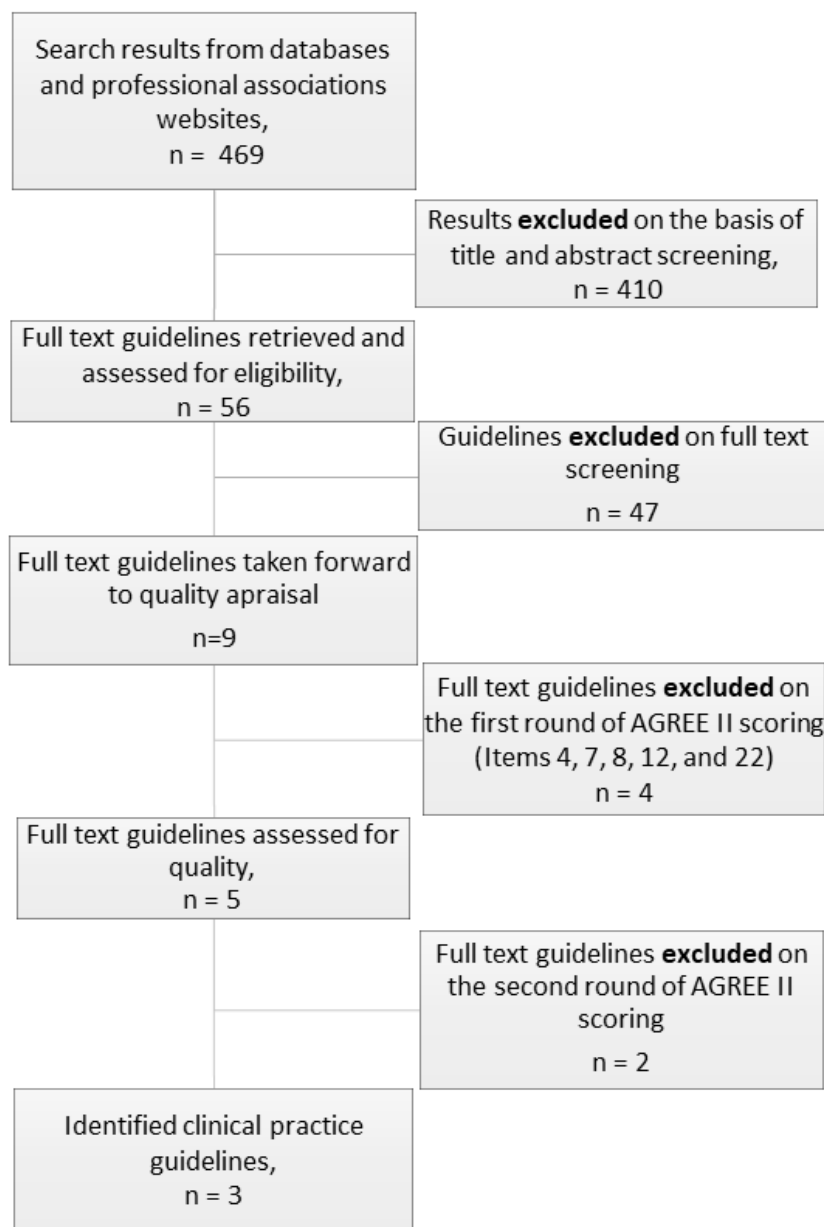 Search results from databases
and professional associations
websites,
n =  469
Results excluded on the basis of
title and abstract screening,
n = 410
Full text guidelines retrieved and
assessed for eligibility,
n = 56
Guidelines excluded on full text
screening
n = 47
Full text guidelines taken forward
to quality apraisal
n=9
Full text guidelines excluded on
the first round of AGREE II scoring
(Items 4, 7, 8, 12, and 22)
n = 4
Full text guidelines assessed for
quality,
n = 5
Full text guidelines excluded on
the second round of AGREE II
scoring
n = 2
Identified clinical practice
guidelines,
n = 3